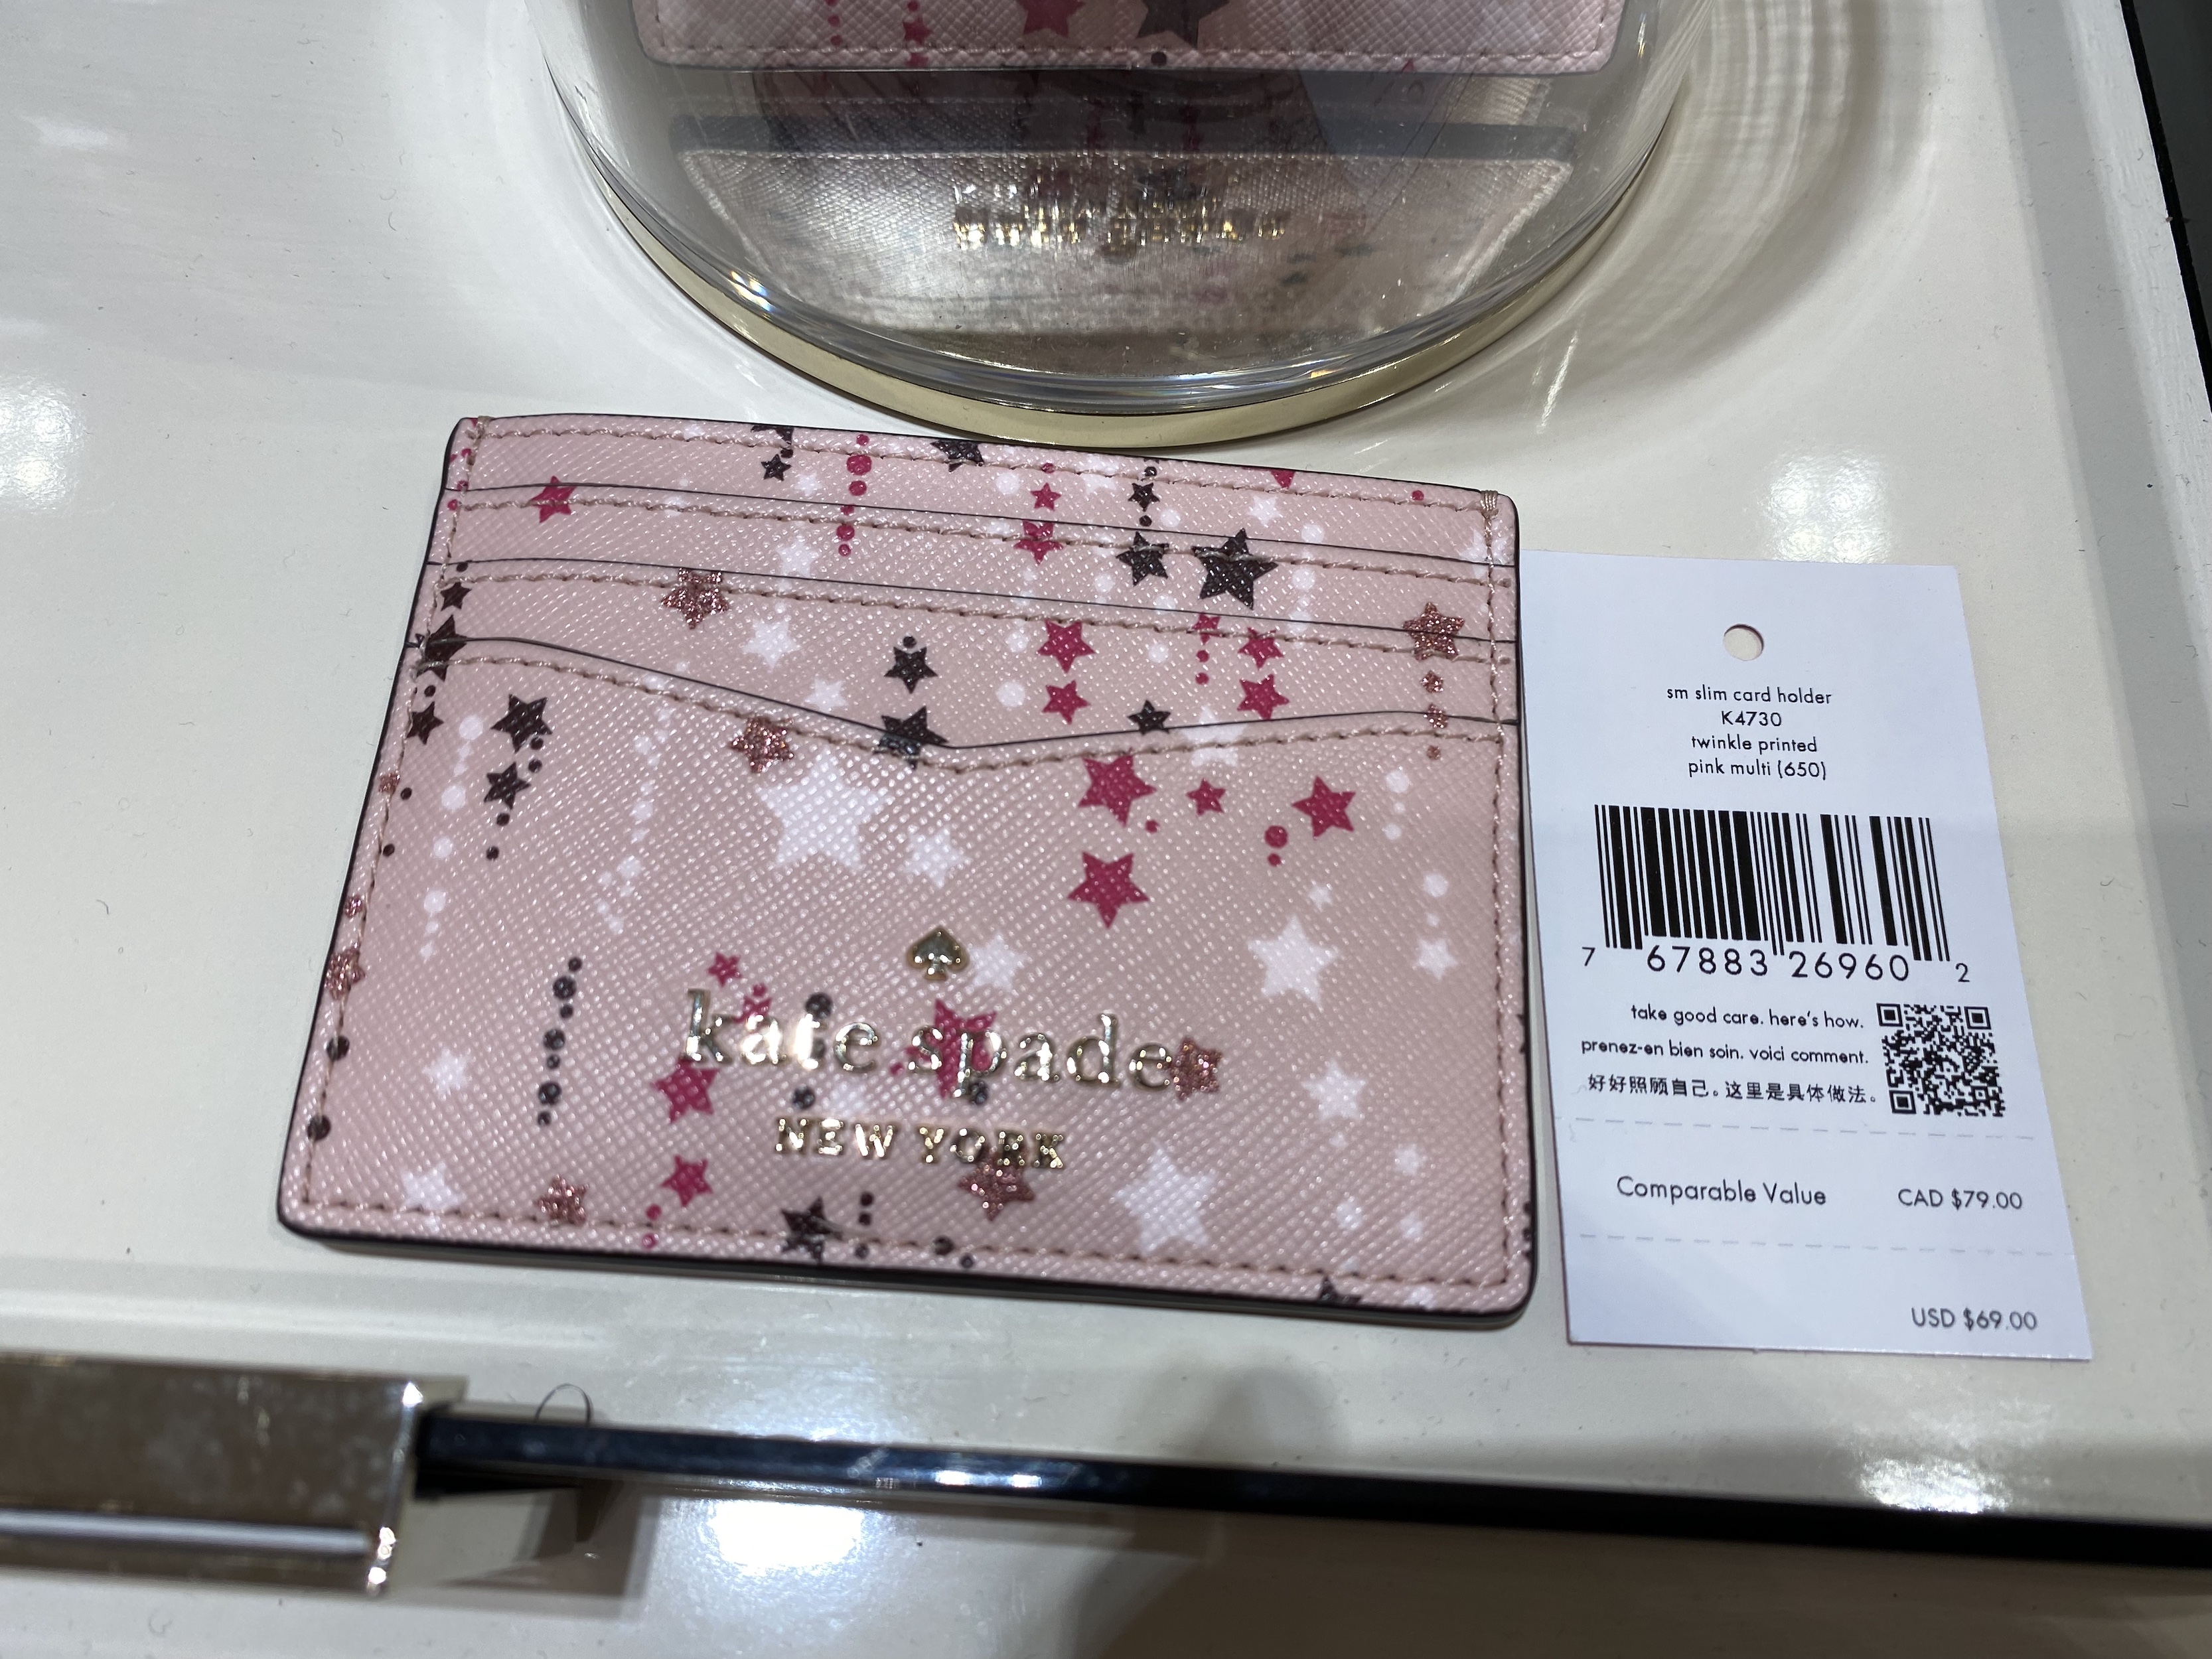 kate spade
NEW YORK
sm slim card holder
K4730
twinkle printed
pink multi (650)
7 67883 26960 2
take good care. here's how.
prenez-en bien soin. voici comment.
好好照顾自己。这里是具体做法。
Comparable Value CAD $79.00
USD $69.00